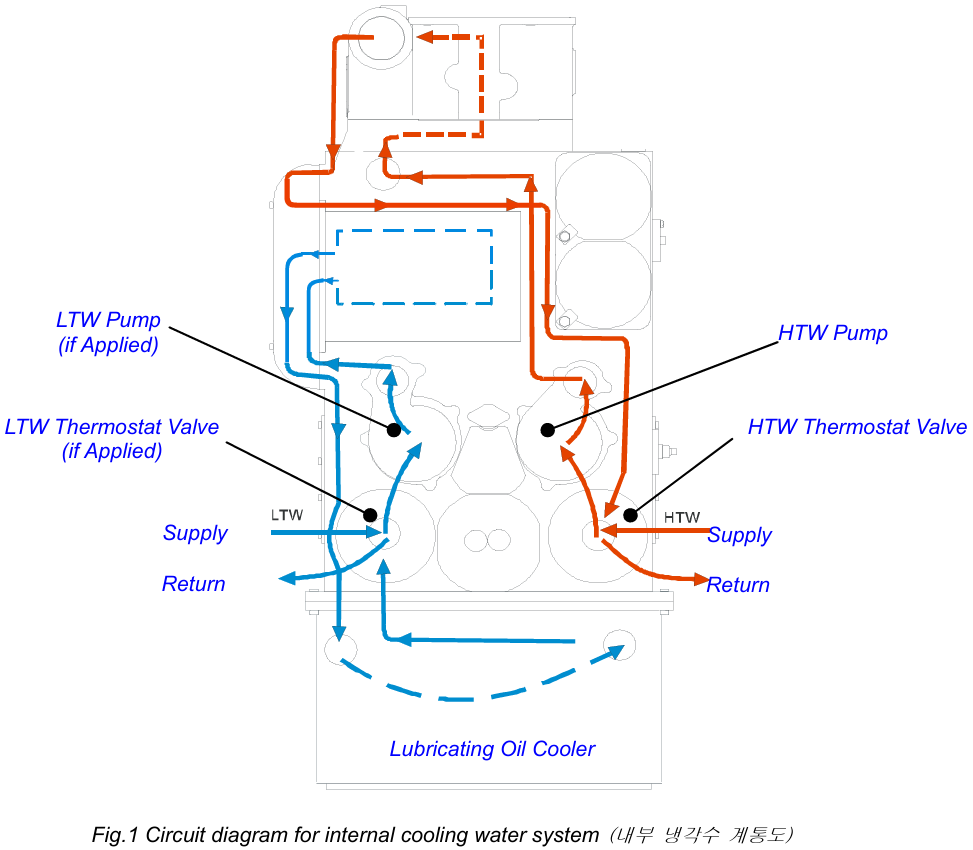 LTW Pump
(if Applied)
HTW Pump
LTW Thermostat Valve
(if Applied)
HTW Thermostat Valve
LTW
HTW
Supply
Supply
Return
Return
Lubricating Oil Cooler
Fig.1 Circuit diagram for internal cooling water system (내부 냉각수 계통도)